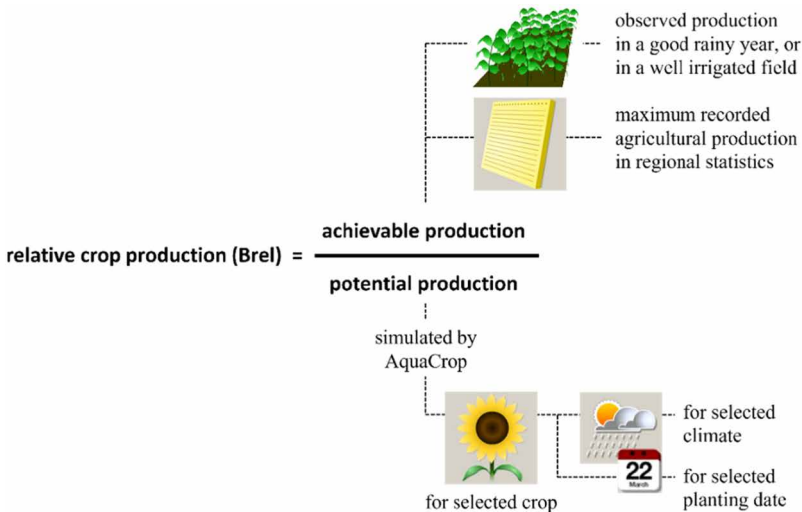 observed production
in a good rainy year, or
in a well irrigated field
maximum recorded
agricultural production
in regional statistics
relative crop production (Brel) =
achievable production
potential production
simulated by
AquaCrop
for selected crop
for selected
climate
22
March
for selected
planting date